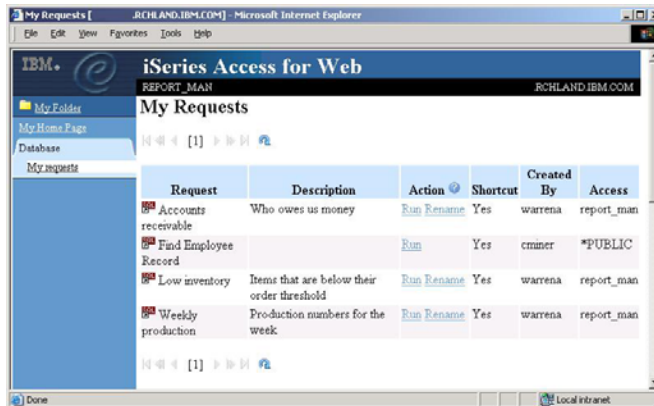 My Requests [ .RCHLAND.IBM.COM] - Microsoft Internet Explorer
File Edit View Favorites Tools Help
IBM. iSeries Access for Web
REPORT_MAN .RCHLAND.IBM.COM
My Folder
My Home Page
Database
My requests
My Requests
[1]
Request Description Action Shortcut Created By Access
Accounts receivable Who owes us money Run Rename Yes warrena report_man
Find Employee Record Run Yes cminer *PUBLIC
Low inventory Items that are below their order threshold Run Rename Yes warrena report_man
Weekly production Production numbers for the week Run Rename Yes warrena report_man
[1]
Done Local intranet